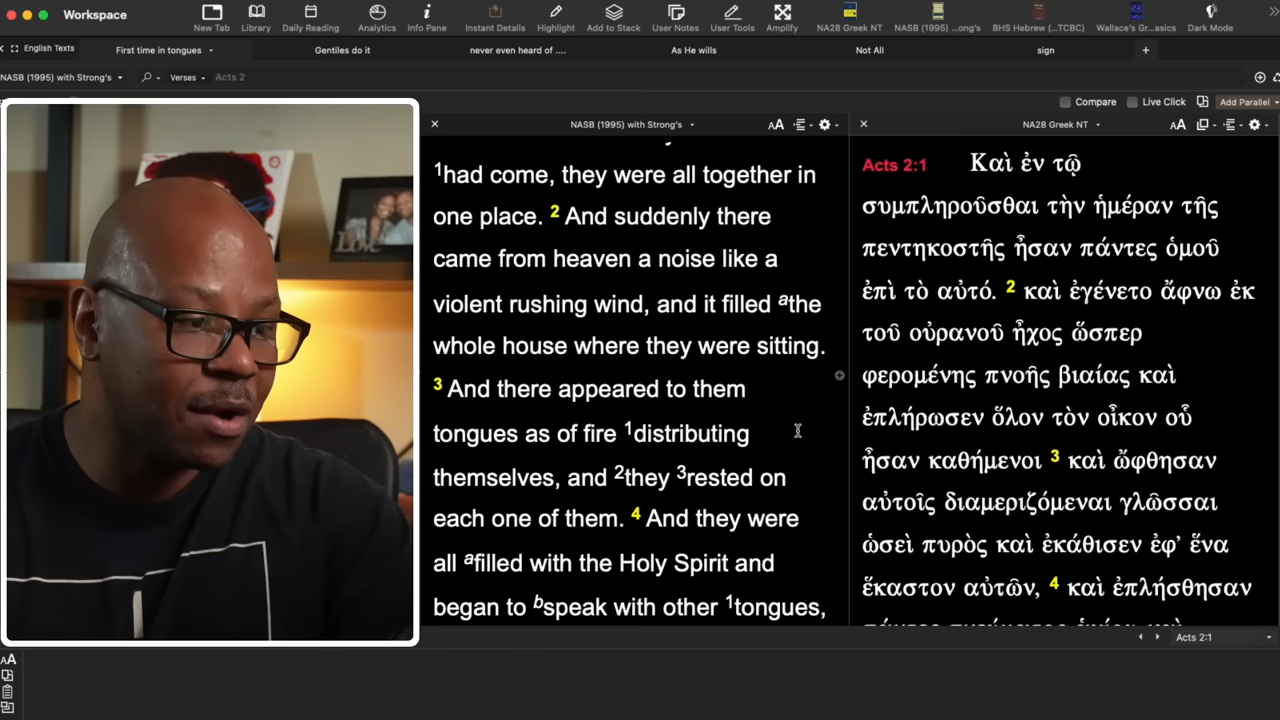 Workspace
New Tab
Library
Daily Reading
Analytics
Info Pane
Instant Details
Highlight
Add to Stack
User Notes
User Tools
Amplify
NA28 Greek NT
NASB (1995) ...ong's
BHS Hebrew (...TCBC)
Wallace's Gr...asics
Dark Mode
English Texts
First time in tongues
Gentiles do it
never even heard of ....
As He wills
Not All
sign
NASB (1995) with Strong's
Verses
Acts 2
Compare
Live Click
Add Parallel
NASB (1995) with Strong's
1had come, they were all together in
one place. 2 And suddenly there
came from heaven a noise like a
violent rushing wind, and it filled athe
whole house where they were sitting.
3 And there appeared to them
tongues as of fire 1distributing
themselves, and 2they 3rested on
each one of them. 4 And they were
all afilled with the Holy Spirit and
began to bspeak with other 1tongues,
NA28 Greek NT
Acts 2:1 Καὶ ἐν τῷ
συμπληροῦσθαι τὴν ἡμέραν τῆς
πεντηκοστῆς ἦσαν πάντες ὁμοῦ
ἐπὶ τὸ αὐτό. 2 καὶ ἐγένετο ἄφνω ἐκ
τοῦ οὐρανοῦ ἦχος ὥσπερ
φερομένης πνοῆς βιαίας καὶ
ἐπλήρωσεν ὅλον τὸν οἶκον οὗ
ἦσαν καθήμενοι 3 καὶ ὤφθησαν
αὐτοῖς διαμεριζόμεναι γλῶσσαι
ὡσεὶ πυρὸς καὶ ἐκάθισεν ἐφ’ ἕνα
ἕκαστον αὐτῶν, 4 καὶ ἐπλήσθησαν
Acts 2:1